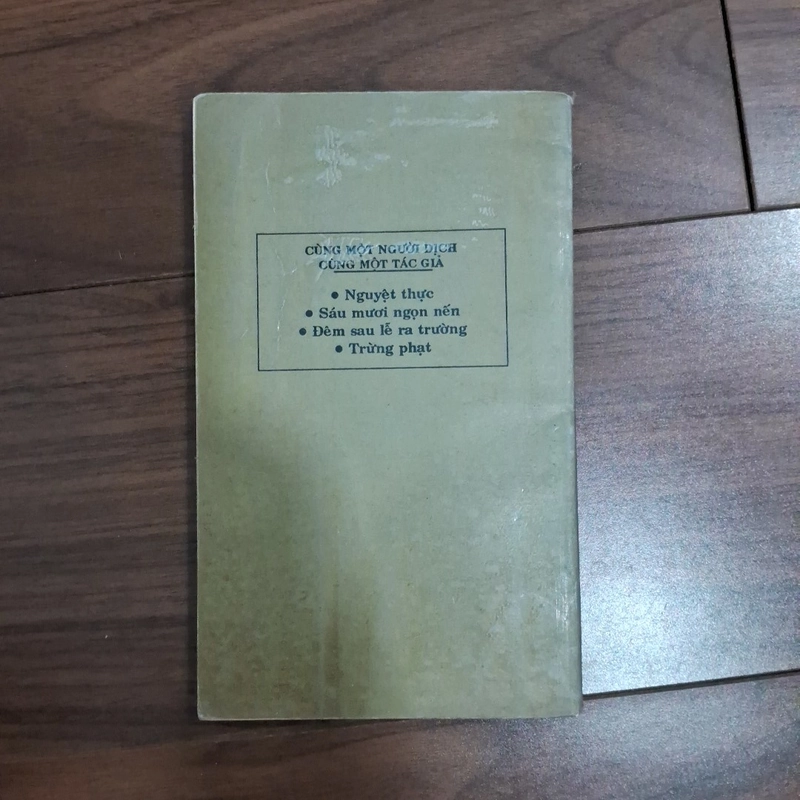 CÙNG MỘT NGƯỜI DỊCH
CÙNG MỘT TÁC GIẢ
● Nguyệt thực
● Sáu mươi ngọn nến
● Đêm sau lễ ra trường
● Trừng phạt